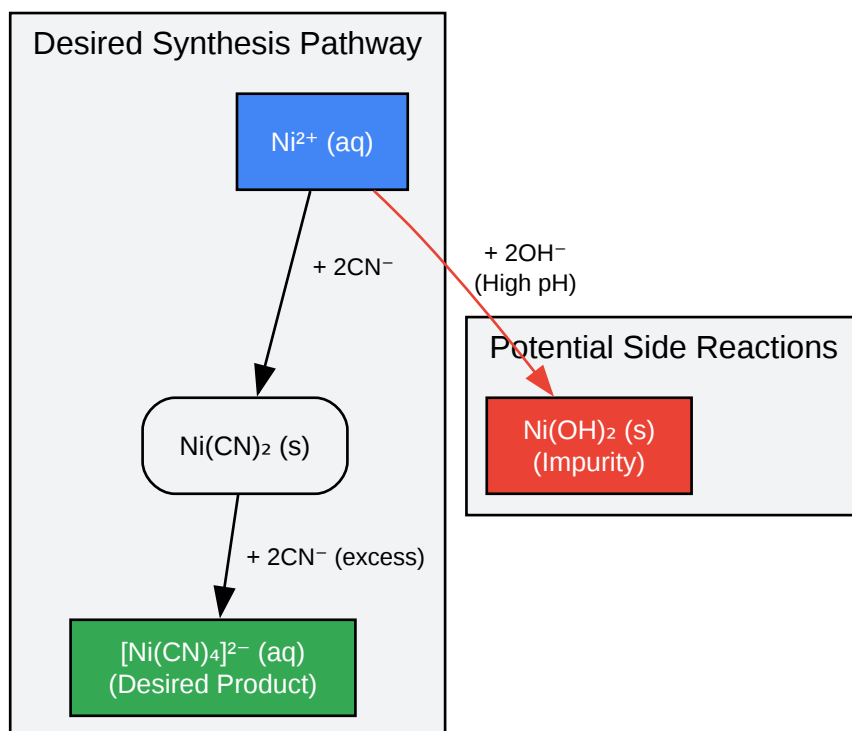 Desired Synthesis Pathway
Ni²⁺ (aq)
+ 2CN⁻
+ 2OH⁻
(High pH)
Potential Side Reactions
Ni(CN)₂ (s)
Ni(OH)₂ (s)
(Impurity)
+ 2CN⁻ (excess)
[Ni(CN)₄]²⁻ (aq)
(Desired Product)